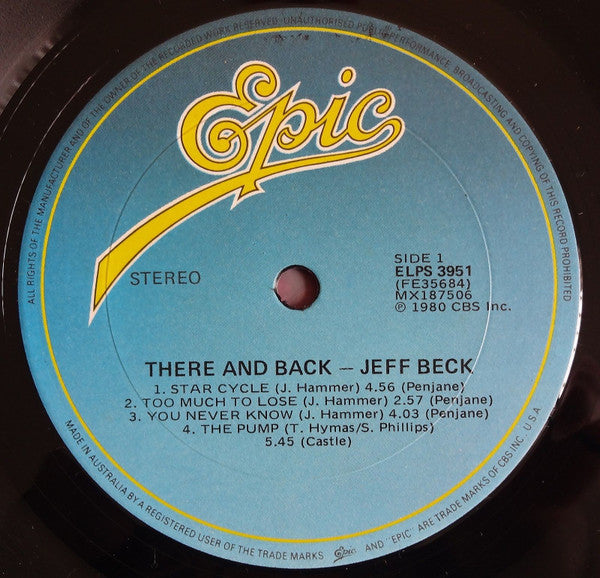 ALL RIGHTS OF THE MANUFACTURER AND OF THE OWNER OF THE RECORDED WORK RESERVED. UNAUTHORISED PUBLIC PERFORMANCE, BROADCASTING AND COPYING OF THIS RECORD PROHIBITED
Epic
STEREO
SIDE 1
ELPS 3951
(FE35684)
MX187506
℗ 1980 CBS Inc.
THERE AND BACK – JEFF BECK
1. STAR CYCLE (J. Hammer) 4.56 (Penjane)
2. TOO MUCH TO LOSE (J. Hammer) 2.57 (Penjane)
3. YOU NEVER KNOW (J. Hammer) 4.03 (Penjane)
4. THE PUMP (T. Hymas/S. Phillips)
5.45 (Castle)
MADE IN AUSTRALIA BY A REGISTERED USER OF THE TRADE MARKS Epic AND "EPIC" ARE TRADE MARKS OF CBS INC USA